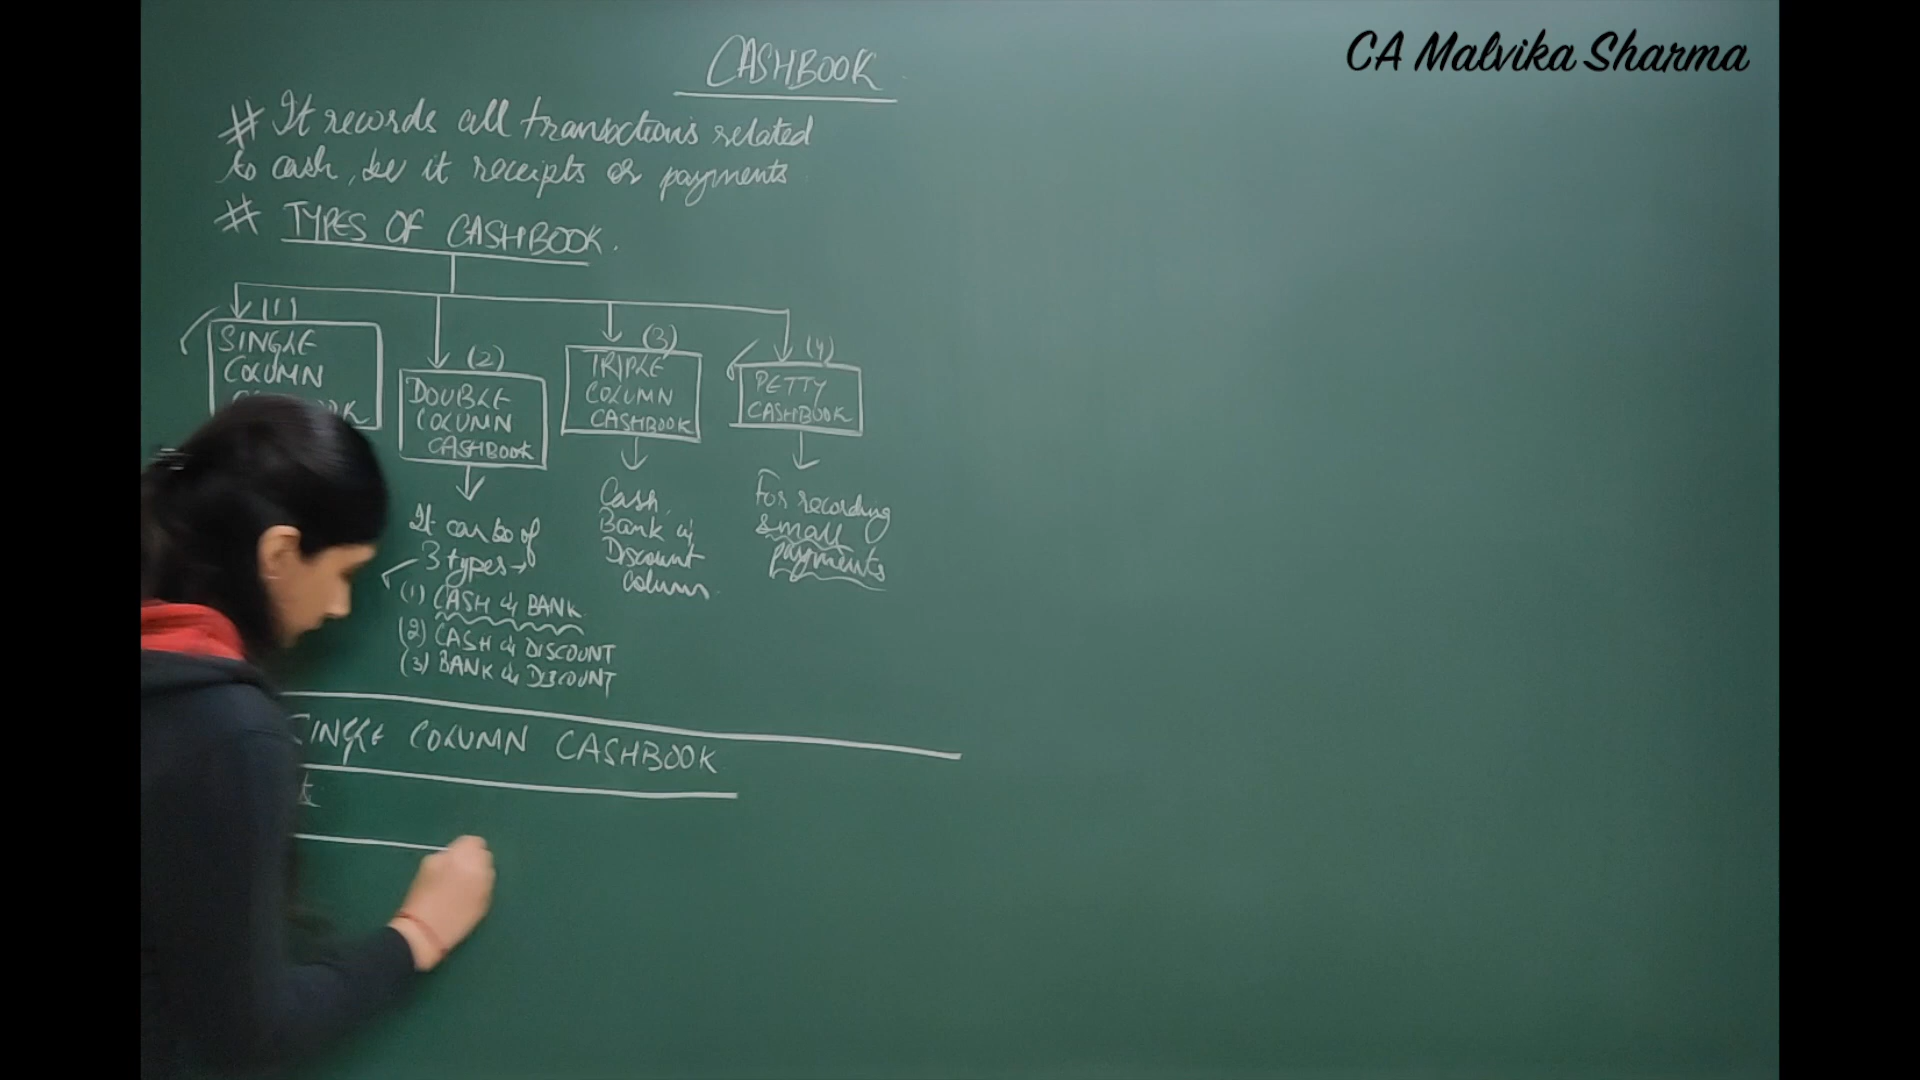 CA Malvika Sharma
CASHBOOK
# It records all transactions related
to cash, be it receipts or payments
# TYPES OF CASHBOOK.
(1)
SINGLE
COLUMN
(2)
DOUBLE
COLUMN
CASHBOOK
It can be of
3 types →
(1) CASH & BANK
(2) CASH & DISCOUNT
(3) BANK & DISCOUNT
(3)
TRIPLE
COLUMN
CASHBOOK
Cash,
Bank &
Discount
column
(4)
PETTY
CASHBOOK
For recording
small
payments
SINGLE COLUMN CASHBOOK